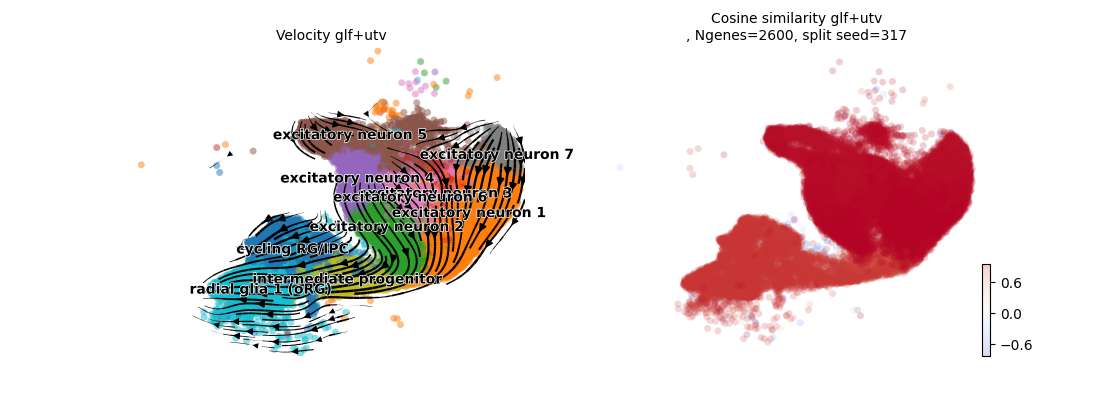 Velocity glf+utv
excitatory neuron 5
excitatory neuron 7
excitatory neuron 4
excitatory neuron 3
excitatory neuron 6
excitatory neuron 1
excitatory neuron 2
cycling RG/IPC
intermediate progenitor
radial glia 1 (oRG)
Cosine similarity glf+utv
, Ngenes=2600, split seed=317
0.6
0.0
−0.6